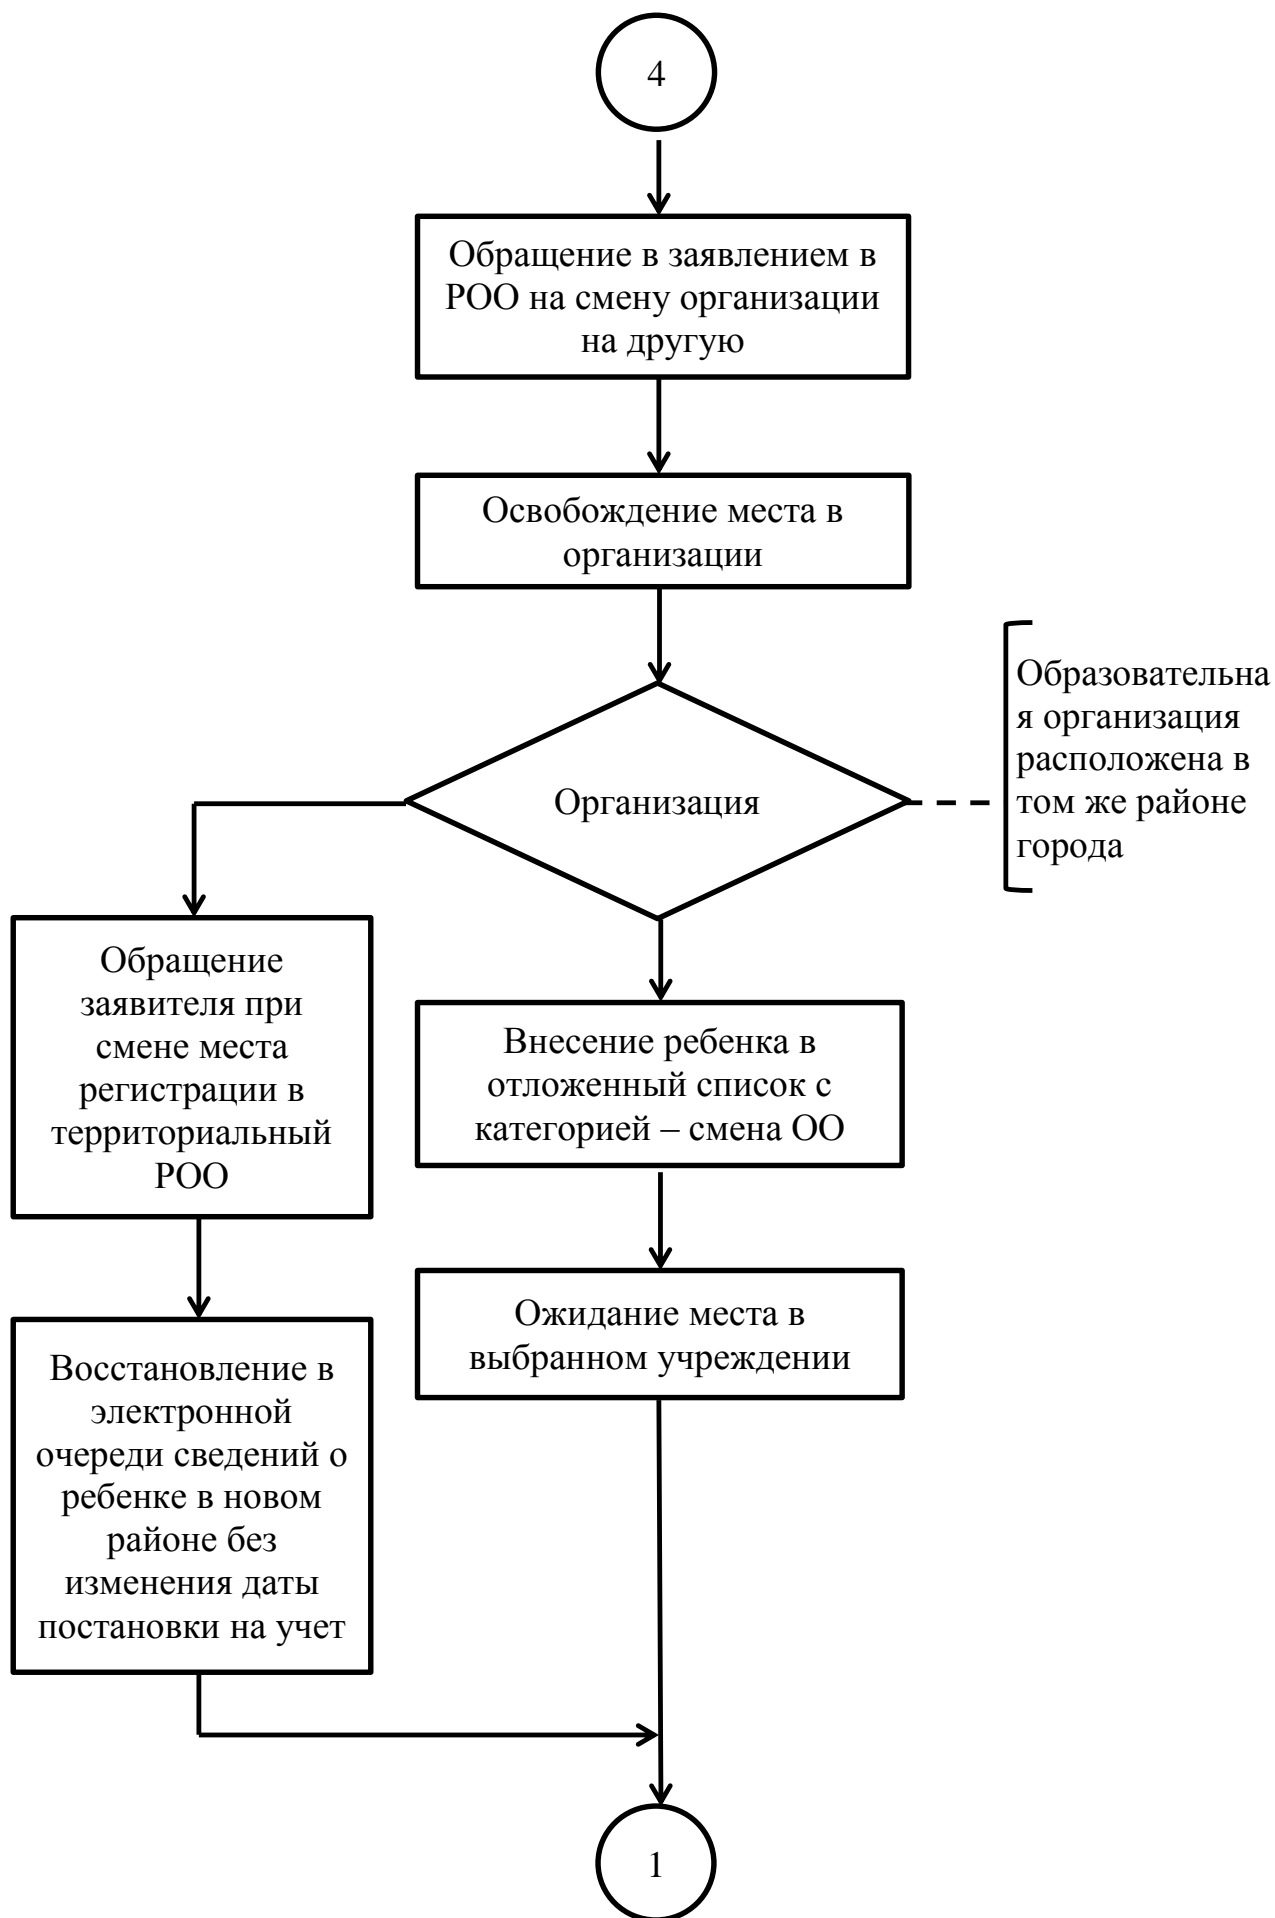 4
Обращение в заявлением в
РОО на смену организации
на другую
Освобождение места в
организации
Образовательна
я организация
расположена в
том же районе
города
Организация
Обращение
заявителя при
смене места
регистрации в
территориальный
РОО
Внесение ребенка в
отложенный список с
категорией – смена ОО
Ожидание места в
выбранном учреждении
Восстановление в
электронной
очереди сведений о
ребенке в новом
районе без
изменения даты
постановки на учет
1